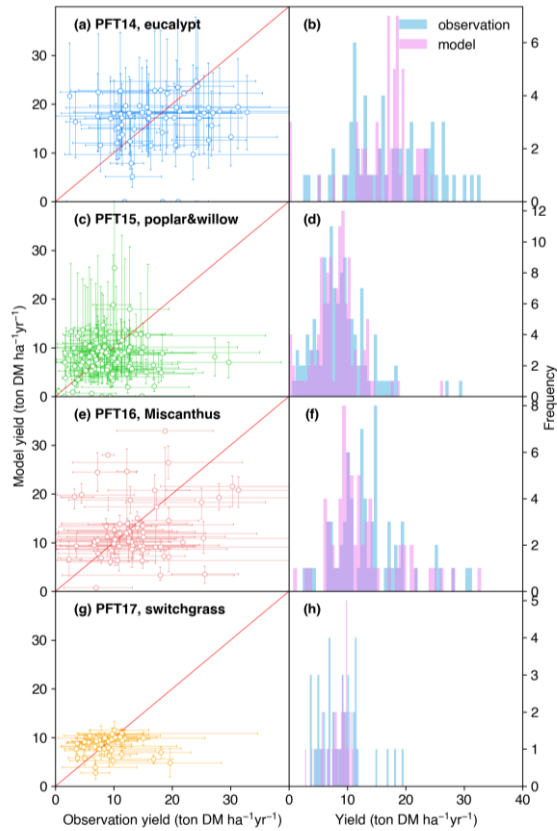 (a) PFT14, eucalypt
(b)
observation
model
40
30
20
10
0
6
4
2
0
(c) PFT15, poplar&willow
(d)
30
20
10
0
12
10
8
6
4
2
0
(e) PFT16, Miscanthus
(f)
30
20
10
0
8
6
4
2
0
(g) PFT17, switchgrass
(h)
30
20
10
0
5
4
3
2
1
0
Model yield (ton DM ha⁻¹yr⁻¹)
Frequency
0 10 20 30 0 10 20 30 40
Observation yield (ton DM ha⁻¹yr⁻¹)
Yield (ton DM ha⁻¹yr⁻¹)